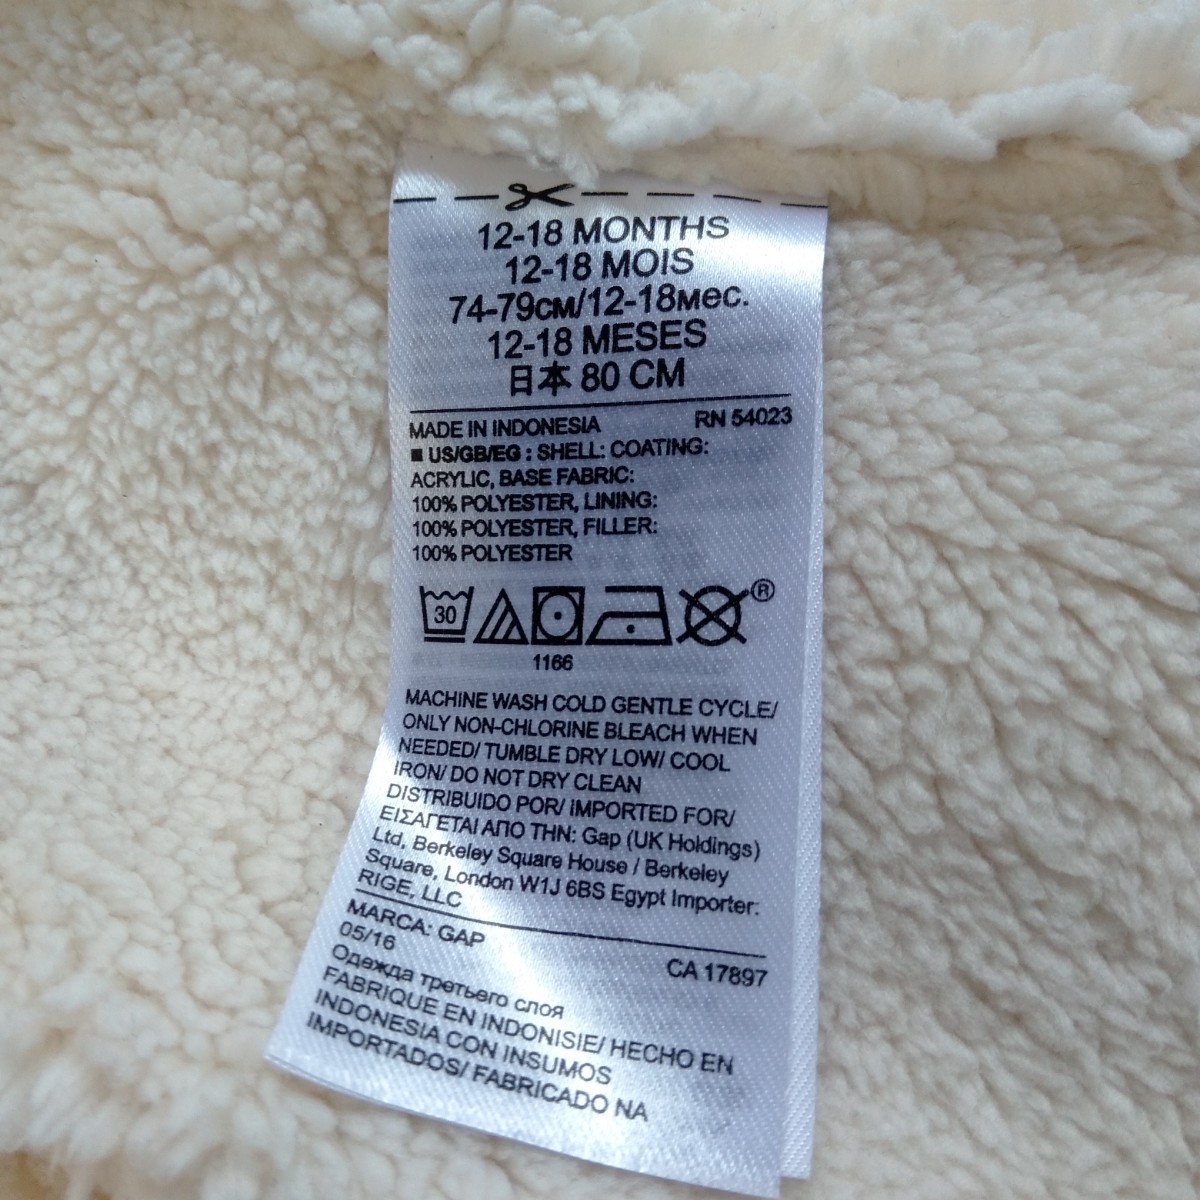 12-18 MONTHS
12-18 MOIS
74-79см/12-18мес.
12-18 MESES
日本 80 CM
MADE IN INDONESIA RN 54023
■ US/GB/EG : SHELL: COATING:
ACRYLIC, BASE FABRIC:
100% POLYESTER, LINING:
100% POLYESTER, FILLER:
100% POLYESTER
30 ®
1166
MACHINE WASH COLD GENTLE CYCLE/
ONLY NON-CHLORINE BLEACH WHEN
NEEDED/ TUMBLE DRY LOW/ COOL
IRON/ DO NOT DRY CLEAN
DISTRIBUIDO POR/ IMPORTED FOR/
ΕΙΣΑΓΕΤΑΙ ΑΠΟ ΤΗΝ: Gap (UK Holdings)
Ltd, Berkeley Square House / Berkeley
Square, London W1J 6BS Egypt Importer:
RIGE, LLC
MARCA: GAP
05/16 CA 17897
Одежда третьего слоя
FABRIQUE EN INDONISIE/ HECHO EN
INDONESIA CON INSUMOS
IMPORTADOS/ FABRICADO NA